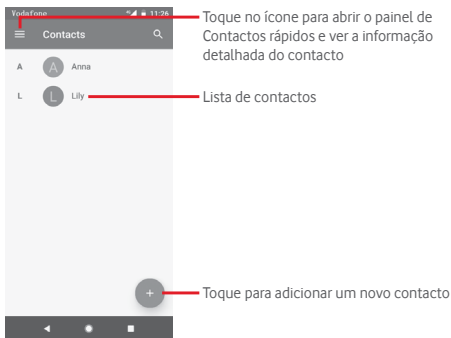 Vodafone 11:26
Contacts
A A Anna
L L Lily
Toque no ícone para abrir o painel de
Contactos rápidos e ver a informação
detalhada do contacto
Lista de contactos
Toque para adicionar um novo contacto